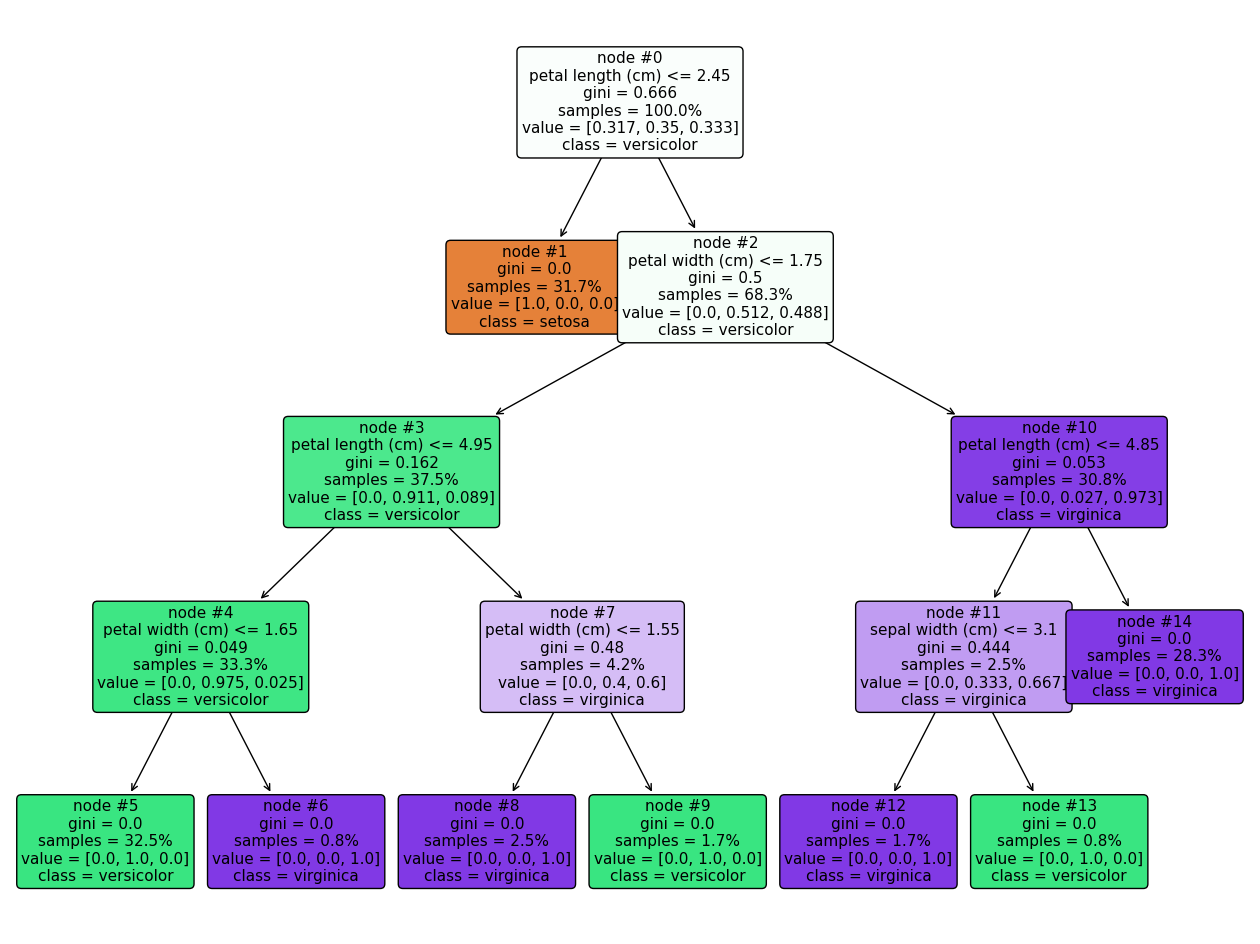 node #0
petal length (cm) <= 2.45
gini = 0.666
samples = 100.0%
value = [0.317, 0.35, 0.333]
class = versicolor
node #1
gini = 0.0
samples = 31.7%
value = [1.0, 0.0, 0.0]
class = setosa
node #2
petal width (cm) <= 1.75
gini = 0.5
samples = 68.3%
value = [0.0, 0.512, 0.488]
class = versicolor
node #3
petal length (cm) <= 4.95
gini = 0.162
samples = 37.5%
value = [0.0, 0.911, 0.089]
class = versicolor
node #10
petal length (cm) <= 4.85
gini = 0.053
samples = 30.8%
value = [0.0, 0.027, 0.973]
class = virginica
node #4
petal width (cm) <= 1.65
gini = 0.049
samples = 33.3%
value = [0.0, 0.975, 0.025]
class = versicolor
node #7
petal width (cm) <= 1.55
gini = 0.48
samples = 4.2%
value = [0.0, 0.4, 0.6]
class = virginica
node #11
sepal width (cm) <= 3.1
gini = 0.444
samples = 2.5%
value = [0.0, 0.333, 0.667]
class = virginica
node #14
gini = 0.0
samples = 28.3%
value = [0.0, 0.0, 1.0]
class = virginica
node #5
gini = 0.0
samples = 32.5%
value = [0.0, 1.0, 0.0]
class = versicolor
node #6
gini = 0.0
samples = 0.8%
value = [0.0, 0.0, 1.0]
class = virginica
node #8
gini = 0.0
samples = 2.5%
value = [0.0, 0.0, 1.0]
class = virginica
node #9
gini = 0.0
samples = 1.7%
value = [0.0, 1.0, 0.0]
class = versicolor
node #12
gini = 0.0
samples = 1.7%
value = [0.0, 0.0, 1.0]
class = virginica
node #13
gini = 0.0
samples = 0.8%
value = [0.0, 1.0, 0.0]
class = versicolor